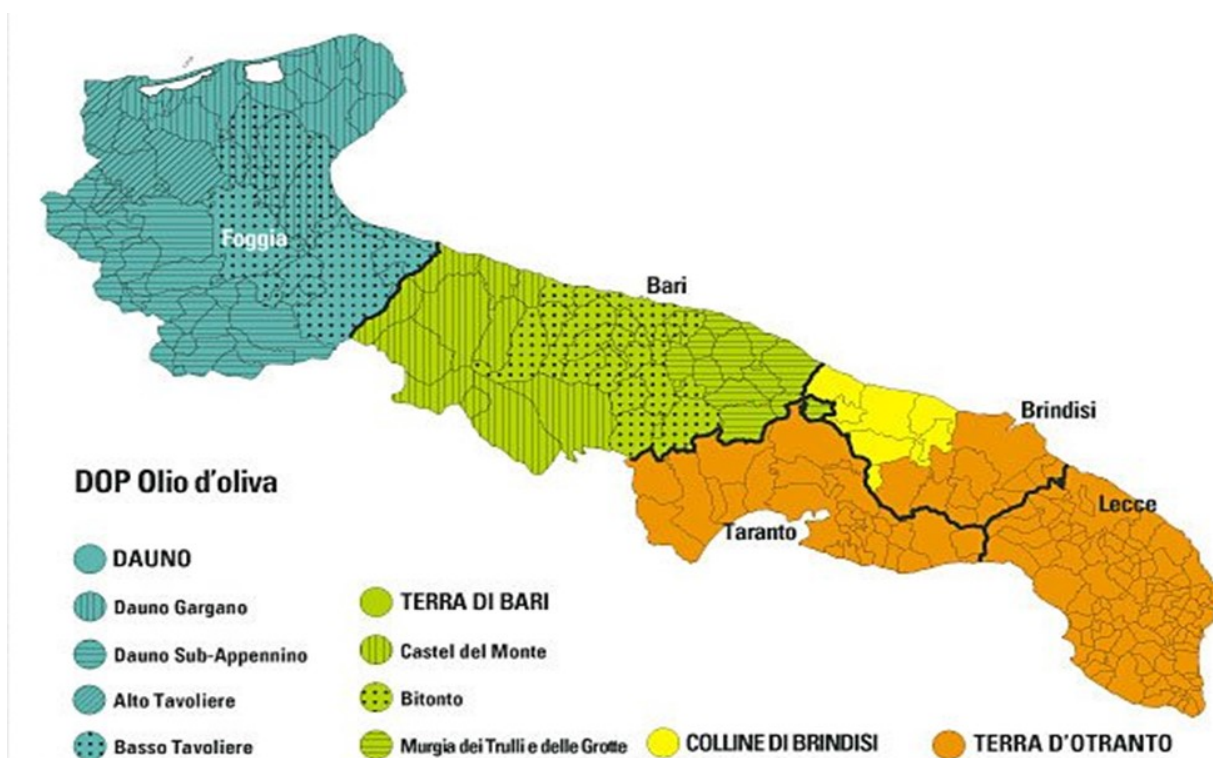 Foggia
Bari
Brindisi
Lecce
Taranto
DOP Olio d'oliva
DAUNO
Dauno Gargano
Dauno Sub-Appennino
Alto Tavoliere
Basso Tavoliere
TERRA DI BARI
Castel del Monte
Bitonto
Murgia dei Trulli e delle Grotte
COLLINE DI BRINDISI
TERRA D'OTRANTO